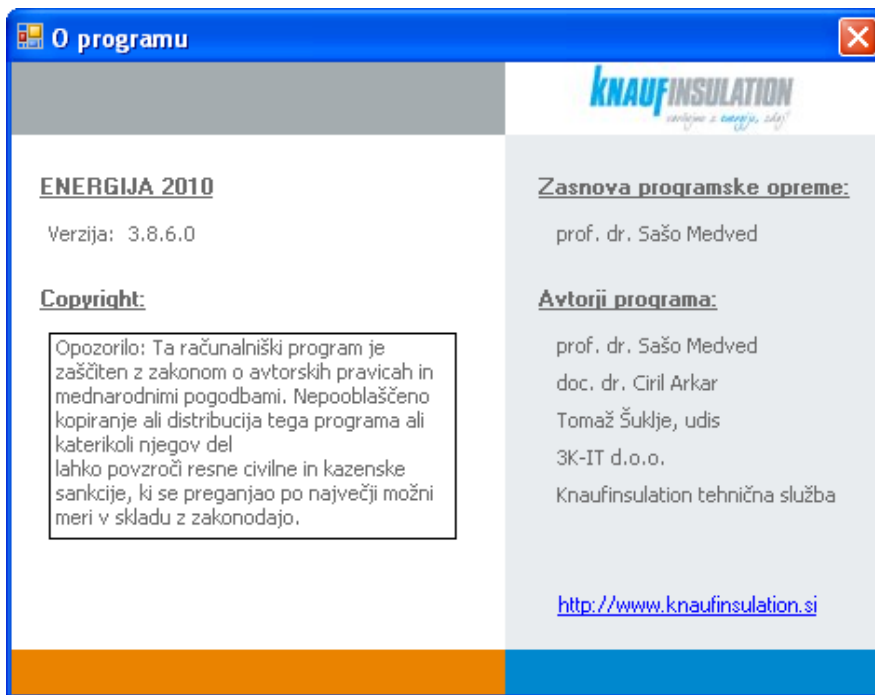 O programu
KNAUFINSULATION
varčujmo z energijo, zdaj!
ENERGIJA 2010
Verzija: 3.8.6.0
Copyright:
Opozorilo: Ta računalniški program je
zaščiten z zakonom o avtorskih pravicah in
mednarodnimi pogodbami. Nepooblaščeno
kopiranje ali distribucija tega programa ali
katerikoli njegov del
lahko povzroči resne civilne in kazenske
sankcije, ki se preganjao po največji možni
meri v skladu z zakonodajo.
Zasnova programske opreme:
prof. dr. Sašo Medved
Avtorji programa:
prof. dr. Sašo Medved
doc. dr. Ciril Arkar
Tomaž Šuklje, udis
3K-IT d.o.o.
Knaufinsulation tehnična služba
http://www.knaufinsulation.si